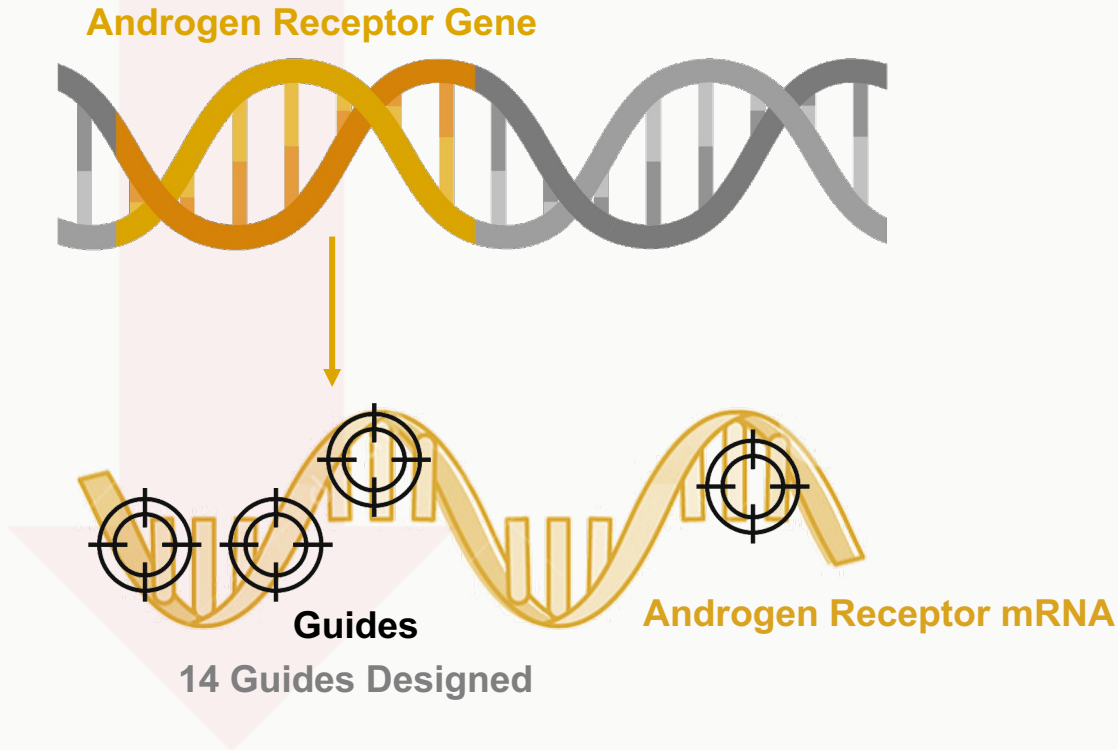 Androgen Receptor Gene
Guides
Androgen Receptor mRNA
14 Guides Designed